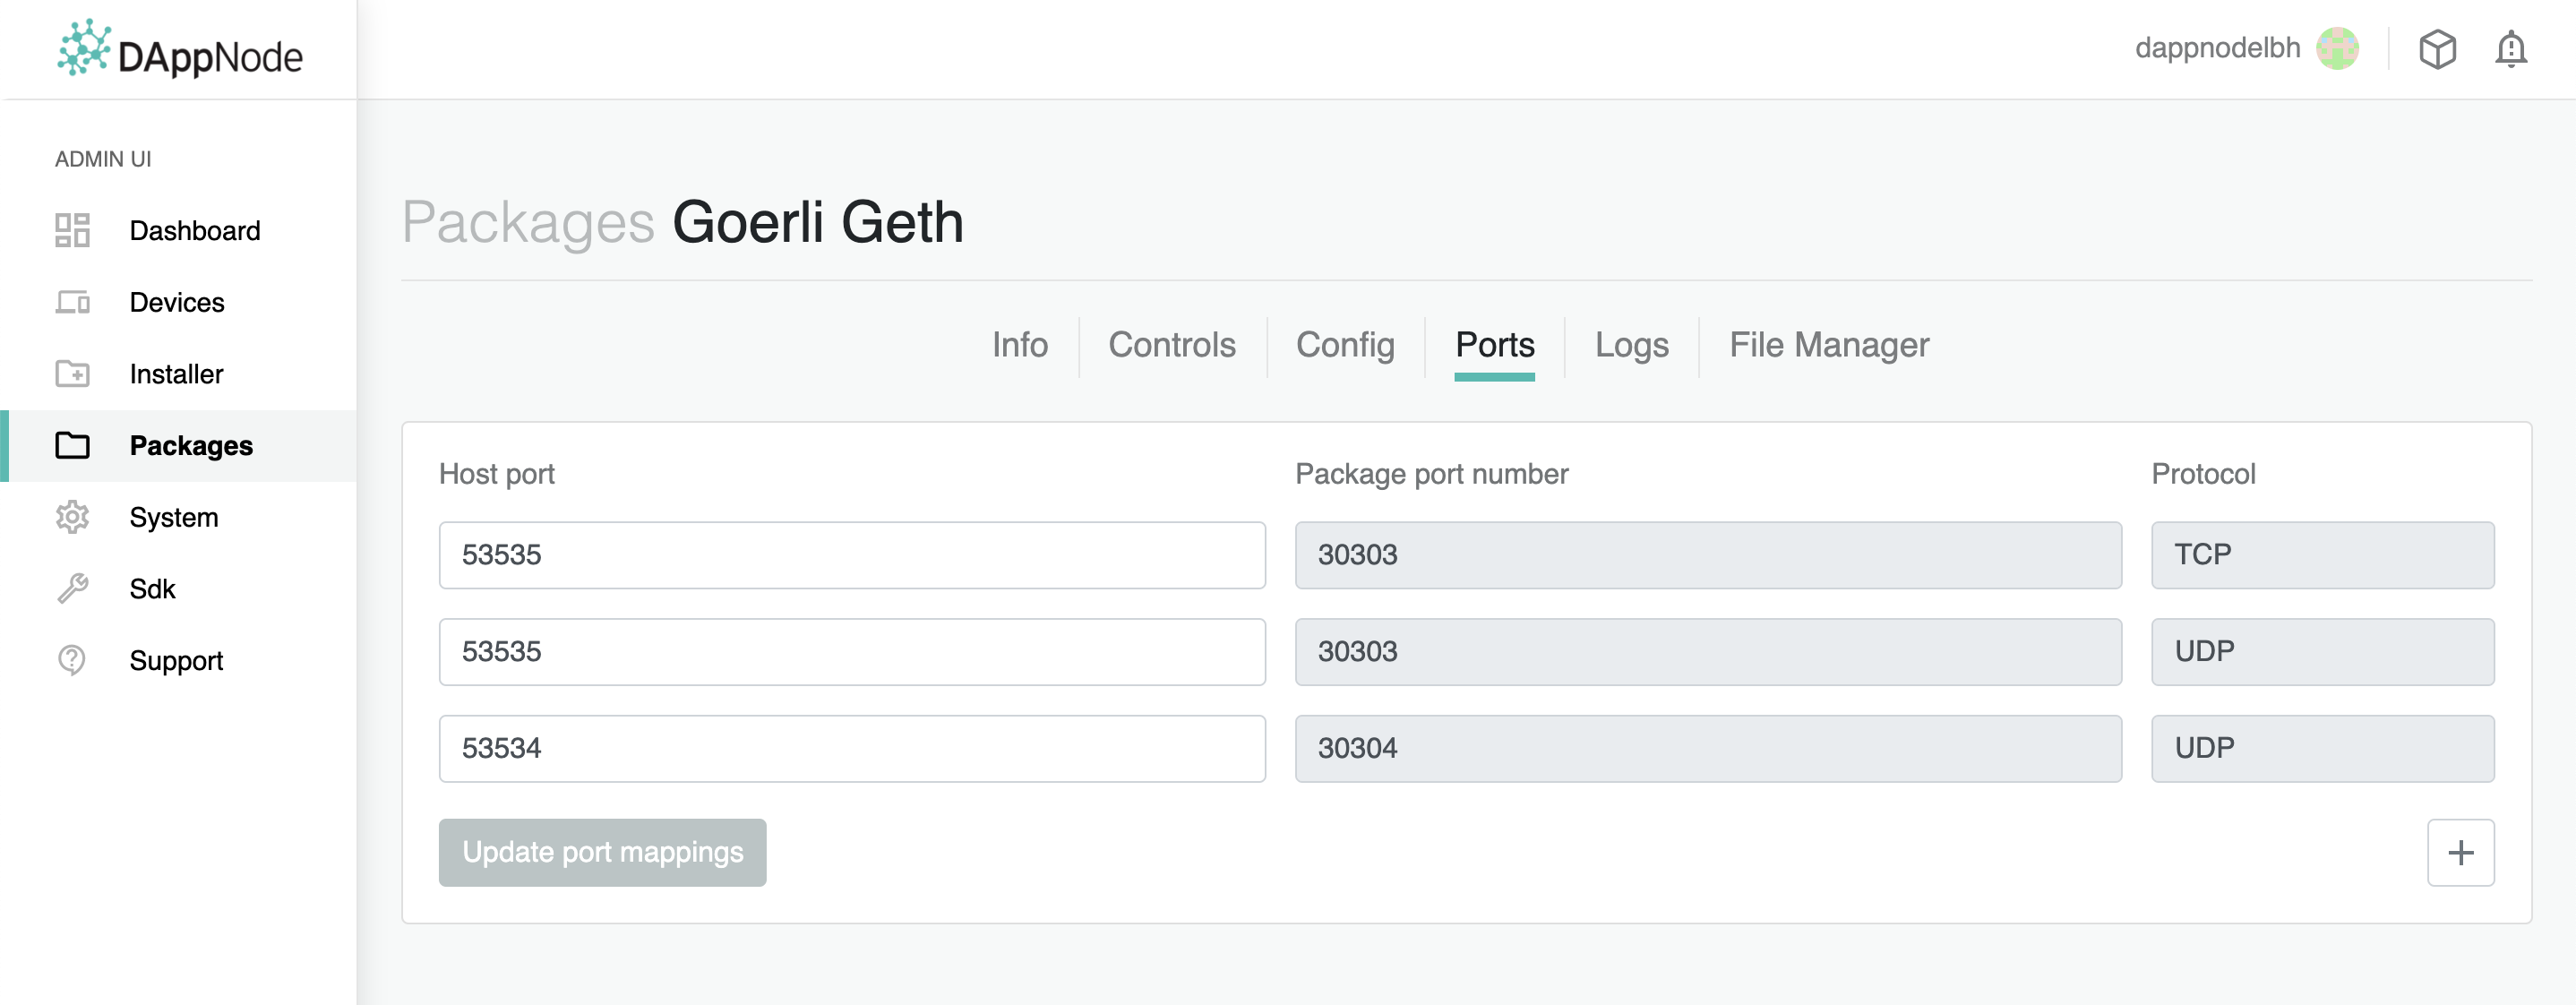 DAppNode
dappnodelbh
ADMIN UI
Dashboard
Devices
Installer
Packages
System
Sdk
Support
Packages Goerli Geth
Info Controls Config Ports Logs File Manager
Host port Package port number Protocol
53535 30303 TCP
53535 30303 UDP
53534 30304 UDP
Update port mappings +